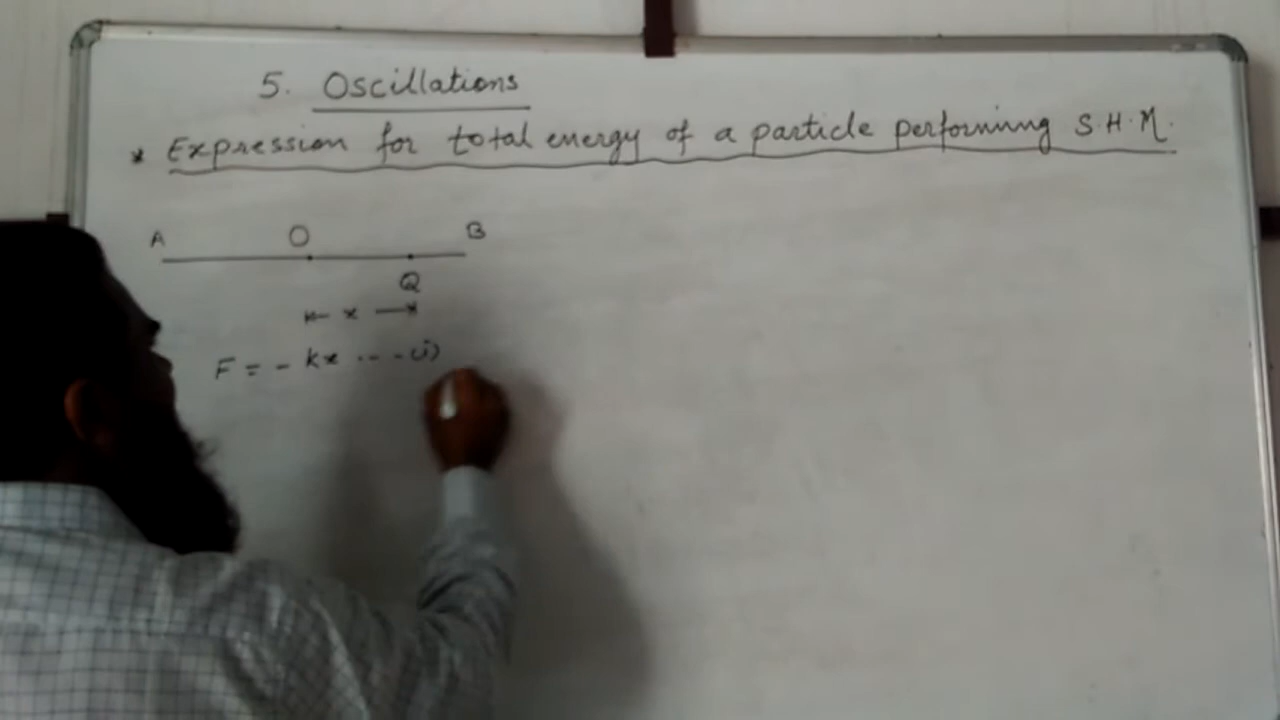 5. Oscillations
* Expression for total energy of a particle performing S.H.M.
A O B
Q
x
F = - kx --- (i)